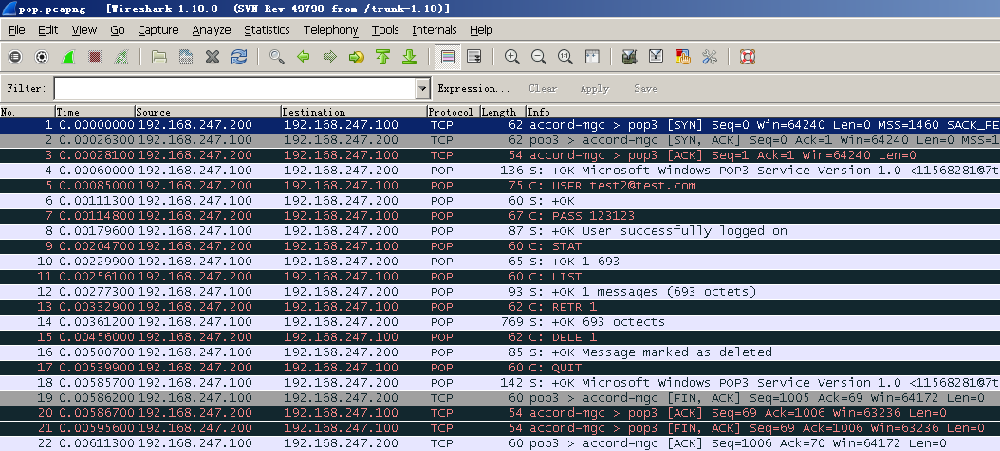 pop.pcapng [Wireshark 1.10.0 (SVN Rev 49790 from /trunk-1.10)]
File Edit View Go Capture Analyze Statistics Telephony Tools Internals Help
Filter: Expression... Clear Apply Save
No. Time Source Destination Protocol Length Info
1 0.00000000 192.168.247.200 192.168.247.100 TCP 62 accord-mgc > pop3 [SYN] Seq=0 Win=64240 Len=0 MSS=1460 SACK_PE
2 0.00026300 192.168.247.100 192.168.247.200 TCP 62 pop3 > accord-mgc [SYN, ACK] Seq=0 Ack=1 Win=64240 Len=0 MSS=1
3 0.00028100 192.168.247.200 192.168.247.100 TCP 54 accord-mgc > pop3 [ACK] Seq=1 Ack=1 Win=64240 Len=0
4 0.00060000 192.168.247.100 192.168.247.200 POP 136 S: +OK Microsoft Windows POP3 Service Version 1.0 <11568281@7t
5 0.00085000 192.168.247.200 192.168.247.100 POP 75 C: USER test2@test.com
6 0.00111300 192.168.247.100 192.168.247.200 POP 60 S: +OK
7 0.00114800 192.168.247.200 192.168.247.100 POP 67 C: PASS 123123
8 0.00179600 192.168.247.100 192.168.247.200 POP 87 S: +OK User successfully logged on
9 0.00204700 192.168.247.200 192.168.247.100 POP 60 C: STAT
10 0.00229900 192.168.247.100 192.168.247.200 POP 65 S: +OK 1 693
11 0.00256100 192.168.247.200 192.168.247.100 POP 60 C: LIST
12 0.00277300 192.168.247.100 192.168.247.200 POP 93 S: +OK 1 messages (693 octets)
13 0.00332900 192.168.247.200 192.168.247.100 POP 62 C: RETR 1
14 0.00361200 192.168.247.100 192.168.247.200 POP 769 S: +OK 693 octects
15 0.00456000 192.168.247.200 192.168.247.100 POP 62 C: DELE 1
16 0.00500700 192.168.247.100 192.168.247.200 POP 85 S: +OK Message marked as deleted
17 0.00539900 192.168.247.200 192.168.247.100 POP 60 C: QUIT
18 0.00585700 192.168.247.100 192.168.247.200 POP 142 S: +OK Microsoft Windows POP3 Service Version 1.0 <11568281@7t
19 0.00586200 192.168.247.100 192.168.247.200 TCP 60 pop3 > accord-mgc [FIN, ACK] Seq=1005 Ack=69 Win=64172 Len=0
20 0.00586700 192.168.247.200 192.168.247.100 TCP 54 accord-mgc > pop3 [ACK] Seq=69 Ack=1006 Win=63236 Len=0
21 0.00595600 192.168.247.200 192.168.247.100 TCP 54 accord-mgc > pop3 [FIN, ACK] Seq=69 Ack=1006 Win=63236 Len=0
22 0.00611300 192.168.247.100 192.168.247.200 TCP 60 pop3 > accord-mgc [ACK] Seq=1006 Ack=70 Win=64172 Len=0